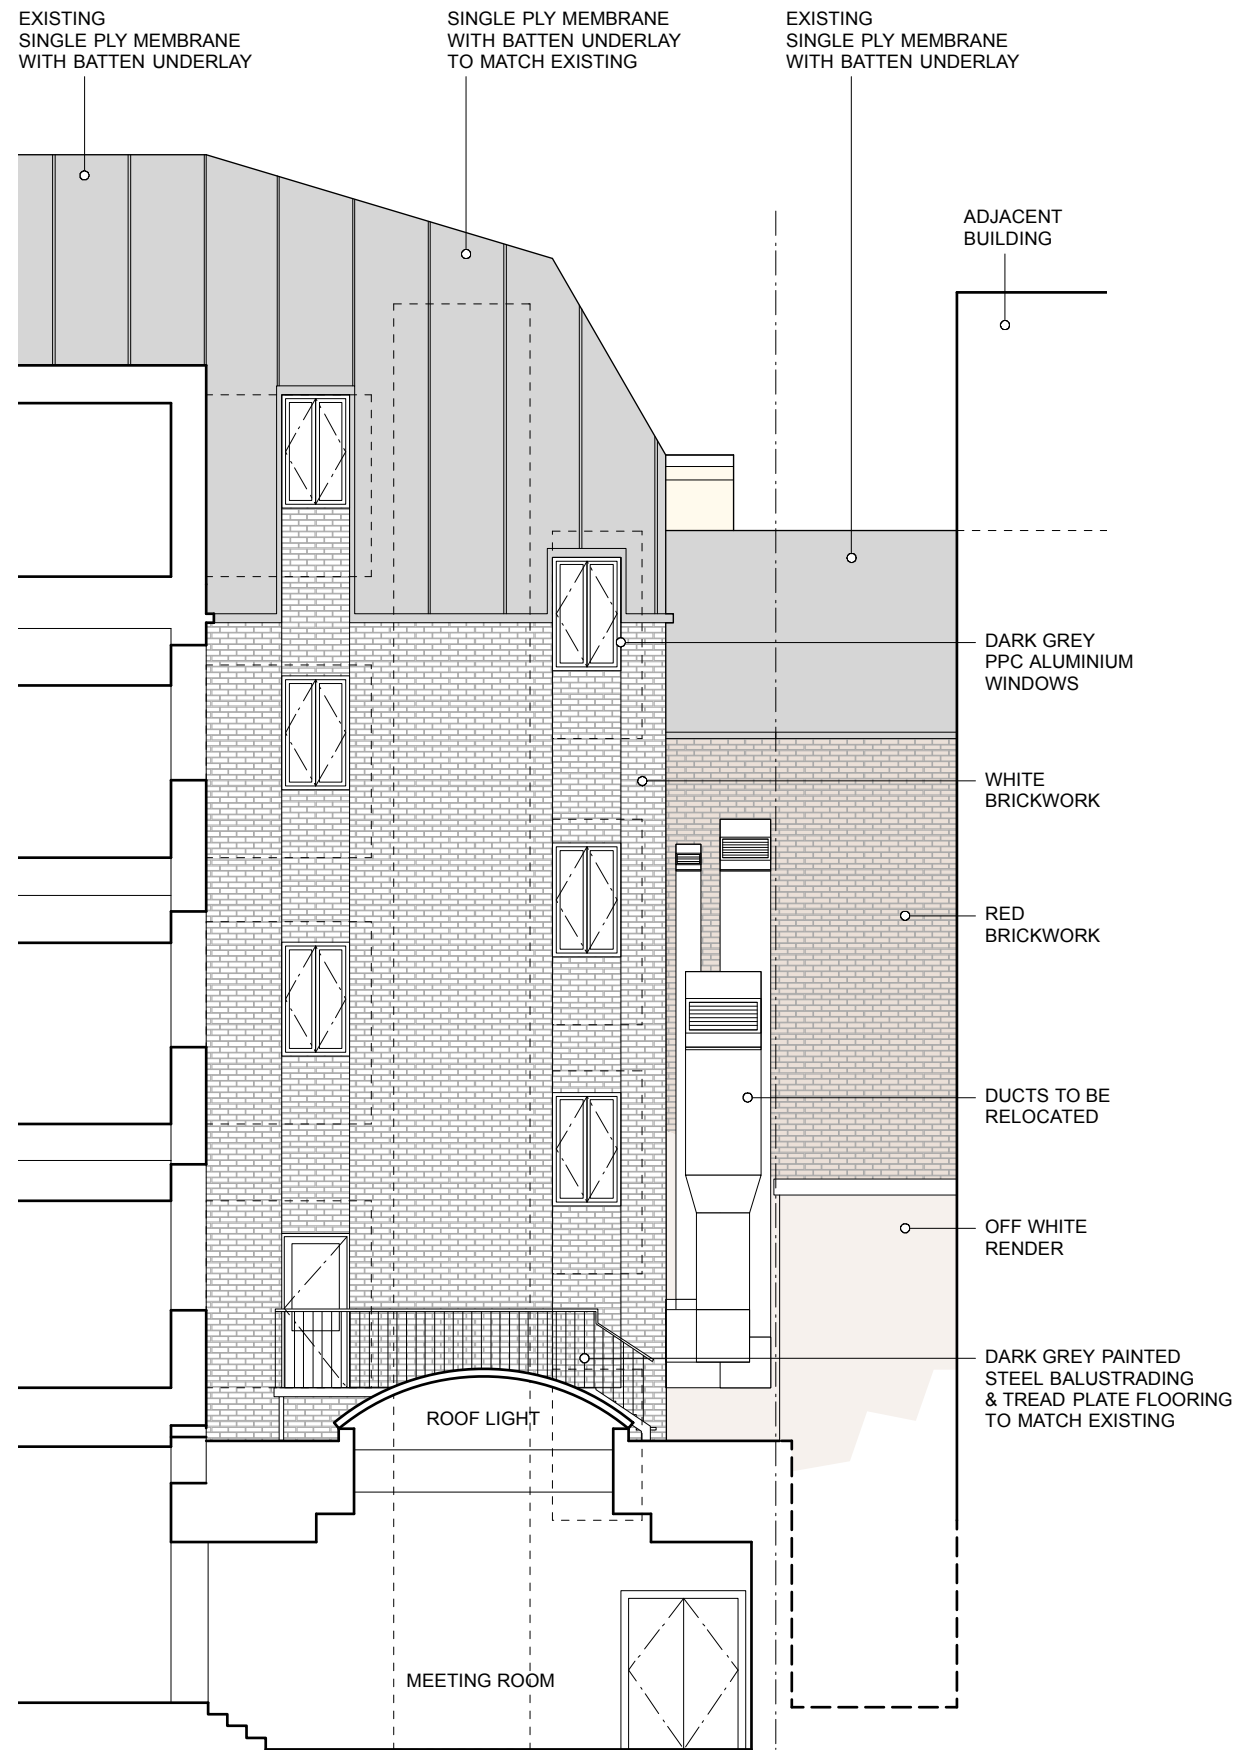 EXISTING
SINGLE PLY MEMBRANE
WITH BATTEN UNDERLAY
SINGLE PLY MEMBRANE
WITH BATTEN UNDERLAY
TO MATCH EXISTING
EXISTING
SINGLE PLY MEMBRANE
WITH BATTEN UNDERLAY
ADJACENT
BUILDING
DARK GREY
PPC ALUMINIUM
WINDOWS
WHITE
BRICKWORK
RED
BRICKWORK
DUCTS TO BE
RELOCATED
OFF WHITE
RENDER
DARK GREY PAINTED
STEEL BALUSTRADING
& TREAD PLATE FLOORING
TO MATCH EXISTING
ROOF LIGHT
MEETING ROOM